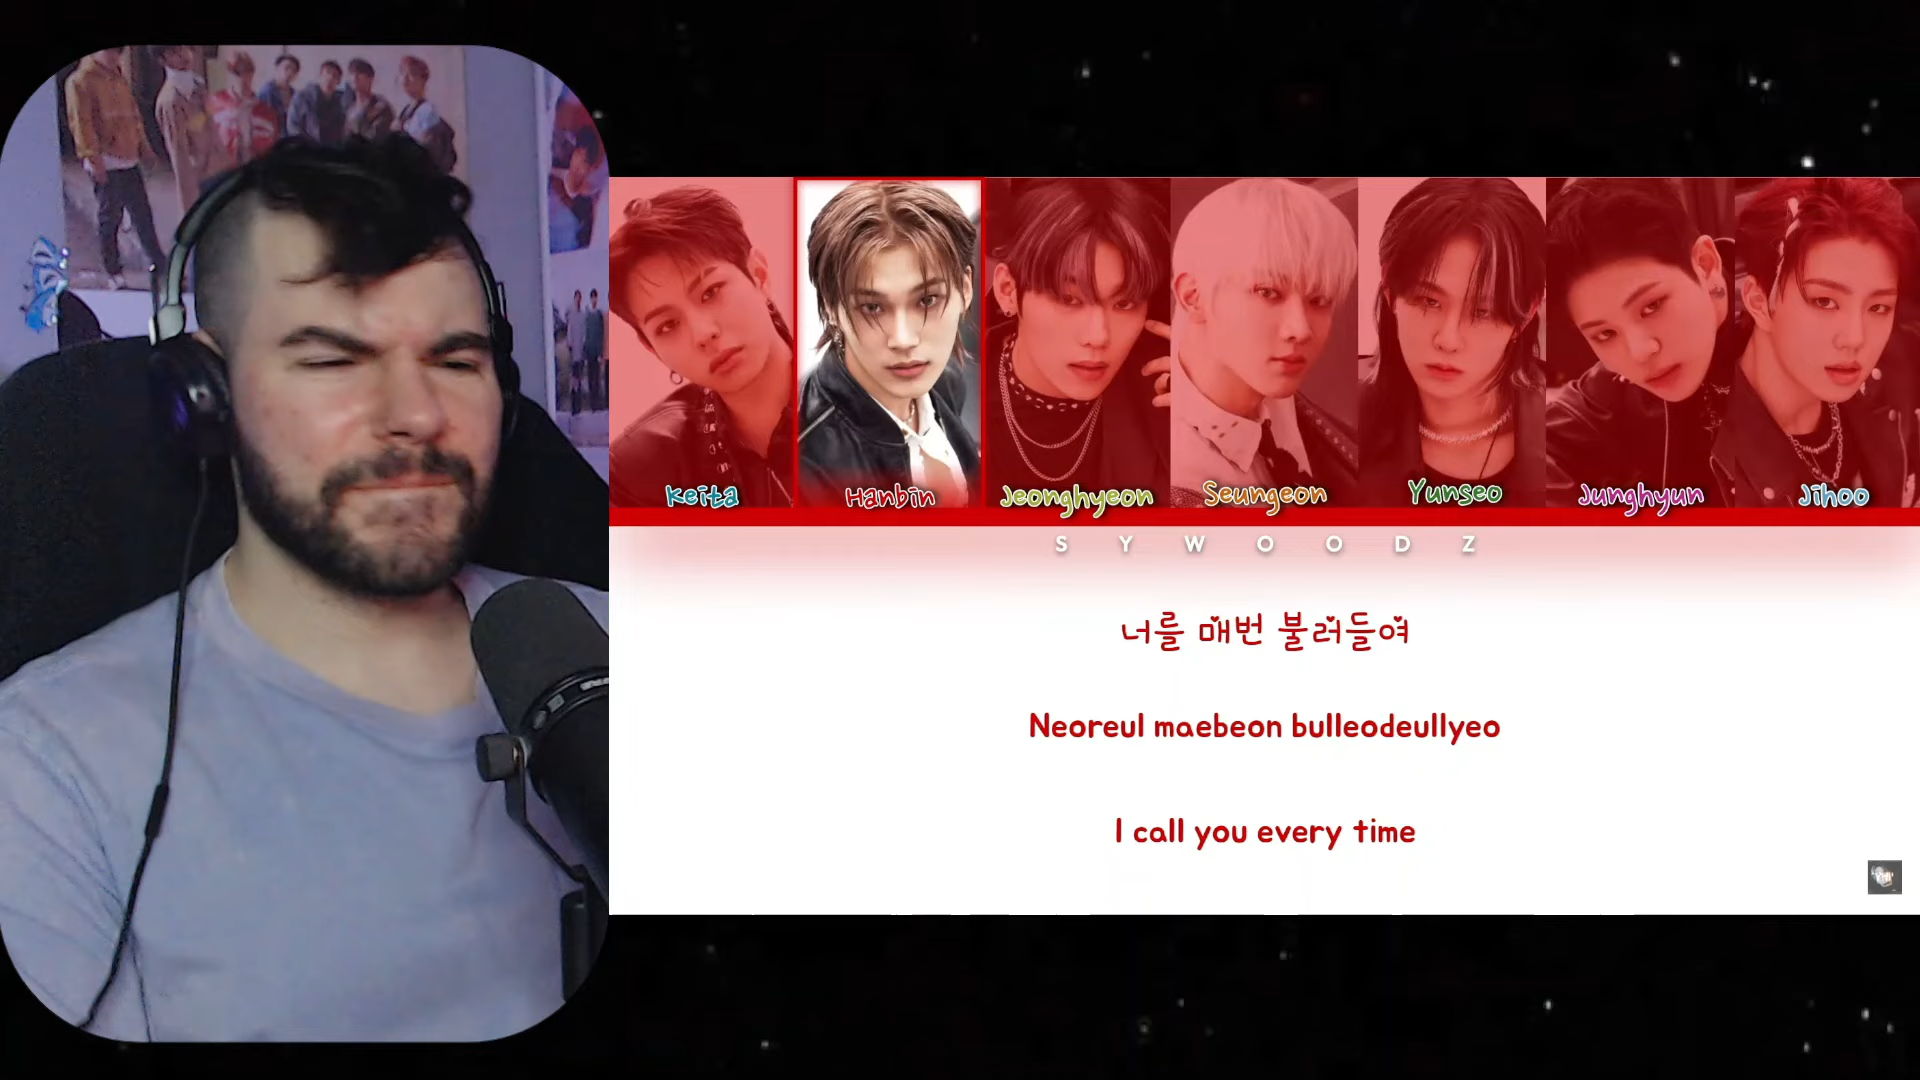 Keita Hanbin Jeonghyeon Seungeon Yunseo Junghyun Jihoo
SYWOODZ
너를 매번 불러들여
Neoreul maebeon bulleodeullyeo
I call you every time